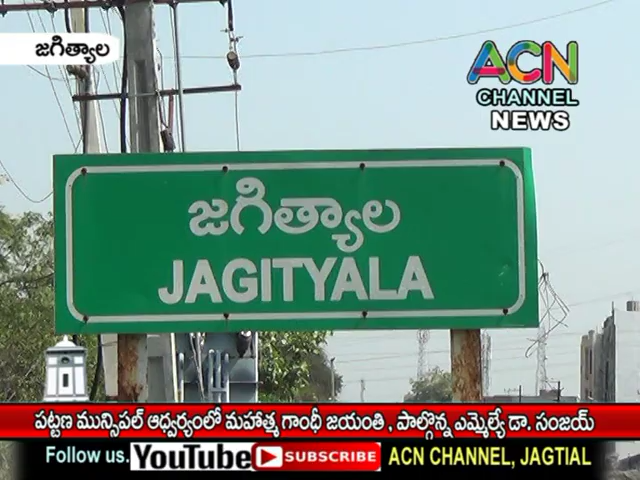 జగిత్యాల
ACN
CHANNEL
NEWS
జగిత్యాల
JAGITYALA
పట్టణ మున్సిపల్ ఆధ్వర్యంలో మహాత్మ గాంధీ జయంతి , పాల్గొన్న ఎమ్మెల్యే డా. సంజయ్
Follow us. YouTube SUBSCRIBE ACN CHANNEL, JAGTIAL